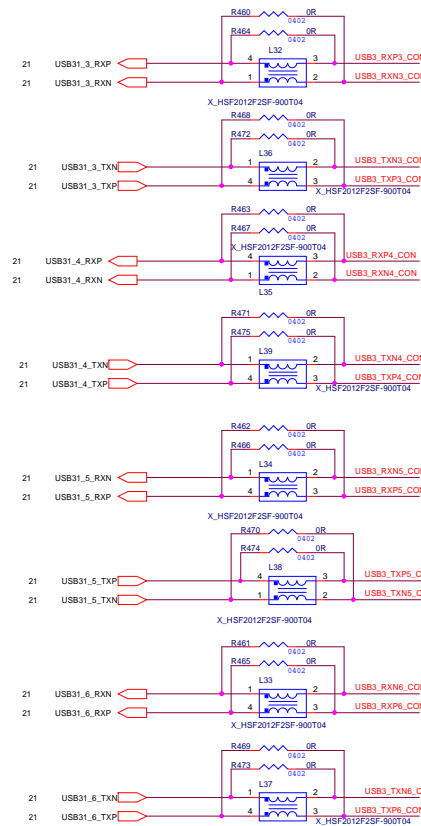 R460 0R
0402
R464 0R
0402
L32
21 USB31_3_RXP 4 3 USB3_RXP3_CON
21 USB31_3_RXN 1 2 USB3_RXN3_CON
X_HSF2012F2SF-900T04
R468 0R
0402
R472 0R
0402
L36
21 USB31_3_TXN 1 2 USB3_TXN3_CON
21 USB31_3_TXP 4 3 USB3_TXP3_CON
X_HSF2012F2SF-900T04
R463 0R
0402
R467 0R
0402
X_HSF2012F2SF-900T04
21 USB31_4_RXP 4 3 USB3_RXP4_CON
21 USB31_4_RXN 1 2 USB3_RXN4_CON
L35
R471 0R
0402
R475 0R
0402
L39
21 USB31_4_TXN 1 2 USB3_TXN4_CON
21 USB31_4_TXP 4 3 USB3_TXP4_CON
X_HSF2012F2SF-900T04
R462 0R
0402
R466 0R
0402
L34
21 USB31_5_RXN 1 2 USB3_RXN5_CON
21 USB31_5_RXP 4 3 USB3_RXP5_CON
X_HSF2012F2SF-900T04
R470 0R
0402
R474 0R
0402
L38
21 USB31_5_TXP 4 3 USB3_TXP5_C
21 USB31_5_TXN 1 2 USB3_TXN5_C
X_HSF2012F2SF-900T04
R461 0R
0402
R465 0R
0402
L33
21 USB31_6_RXN 1 2 USB3_RXN6_CON
21 USB31_6_RXP 4 3 USB3_RXP6_CON
X_HSF2012F2SF-900T04
R469 0R
0402
R473 0R
0402
L37
21 USB31_6_TXN 1 2 USB3_TXN6_C
21 USB31_6_TXP 4 3 USB3_TXP6_CON
X_HSF2012F2SF-900T04